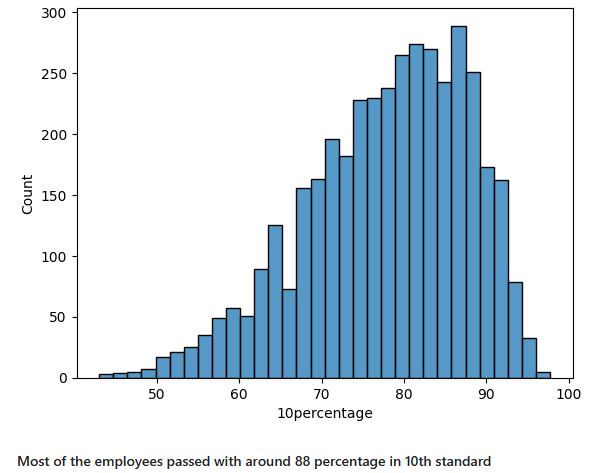 300
250
200
150
100
50
0
Count
50 60 70 80 90 100
10percentage
Most of the employees passed with around 88 percentage in 10th standard